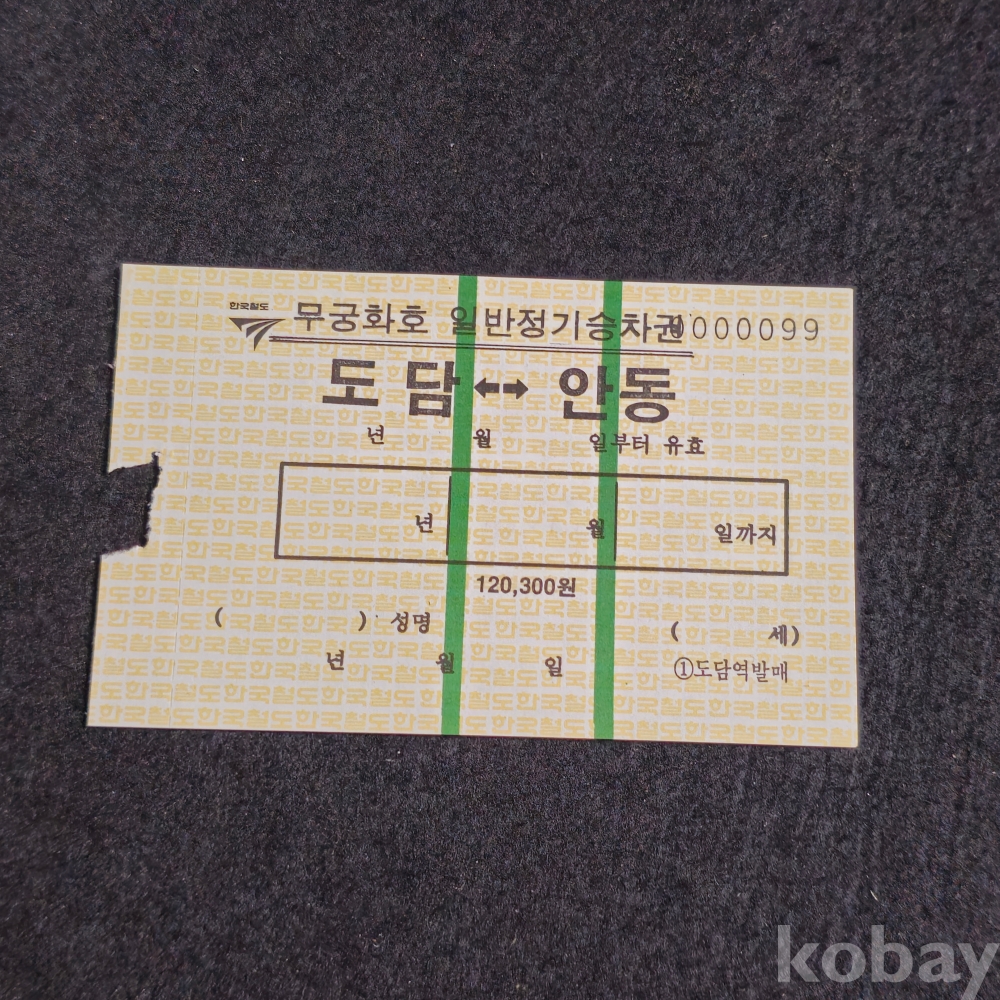 한국철도
무궁화호 일반정기승차권 0000099
도담 ↔ 안동
년 월 일부터 유효
년 월 일까지
120,300원
( ) 성명 ( 세)
년 월 일 ①도담역발매
kobay